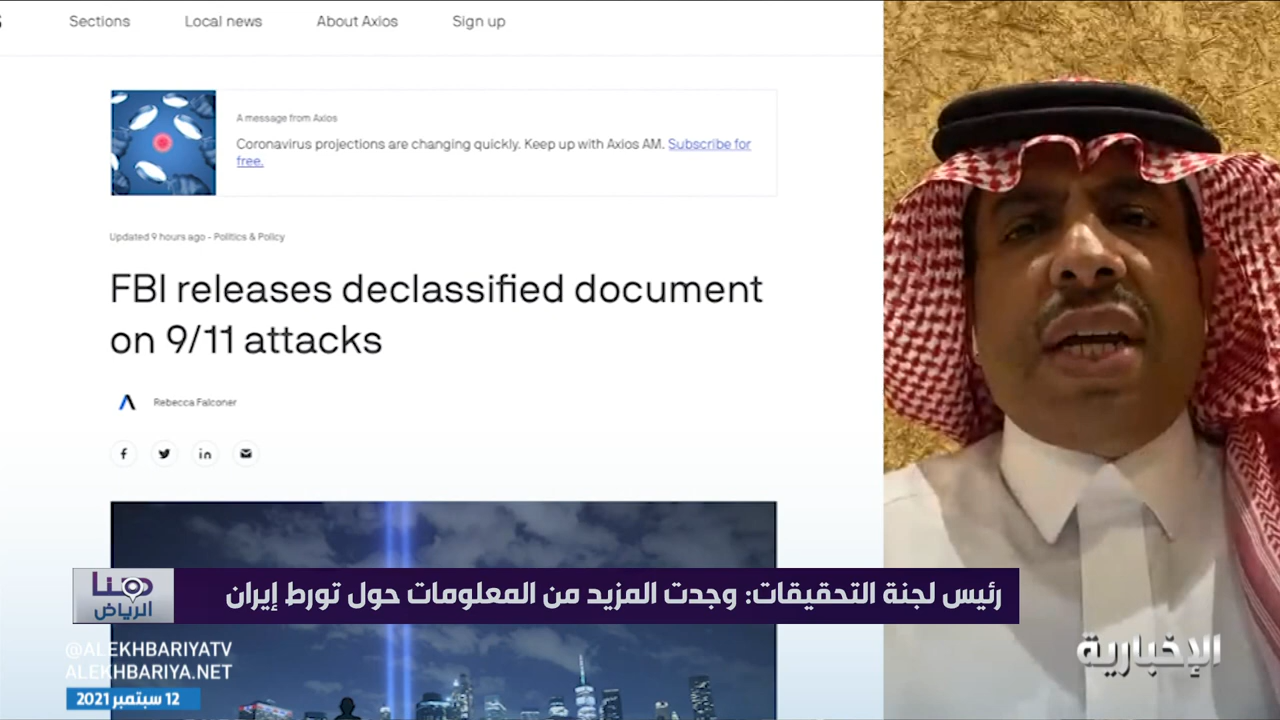 Sections Local news About Axios Sign up
A message from Axios
Coronavirus projections are changing quickly. Keep up with Axios AM. Subscribe for
free.
Updated 9 hours ago - Politics & Policy
FBI releases declassified document
on 9/11 attacks
Rebecca Falconer
رئيس لجنة التحقيقات: وجدت المزيد من المعلومات حول تورط إيران
هنا
الرياض
@ALEKHBARIYATV
ALEKHBARIYA.NET
12 سبتمبر 2021
الإخبارية